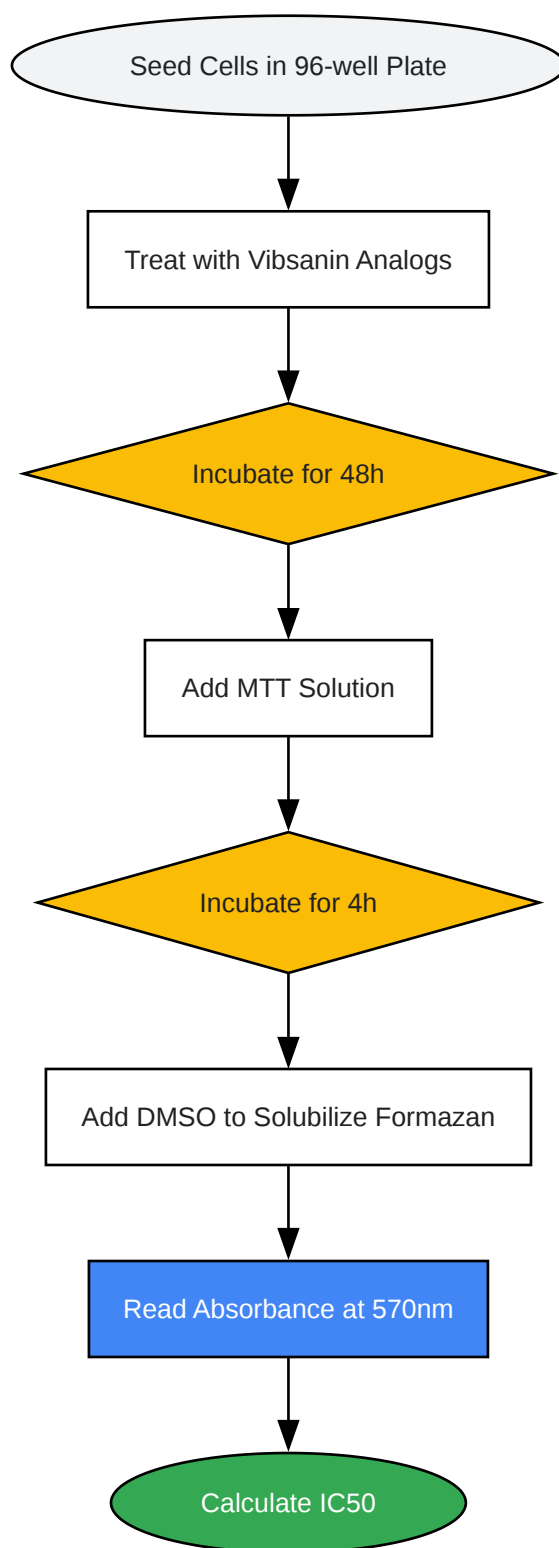 Seed Cells in 96-well Plate
Treat with Vibsanin Analogs
Incubate for 48h
Add MTT Solution
Incubate for 4h
Add DMSO to Solubilize Formazan
Read Absorbance at 570nm
Calculate IC50